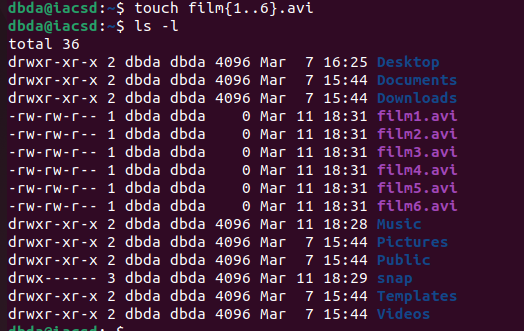 dbda@iacsd:~$ touch film{1..6}.avi
dbda@iacsd:~$ ls -l
total 36
drwxr-xr-x 2 dbda dbda 4096 Mar  7 16:25 Desktop
drwxr-xr-x 2 dbda dbda 4096 Mar  7 15:44 Documents
drwxr-xr-x 2 dbda dbda 4096 Mar  7 15:44 Downloads
-rw-rw-r-- 1 dbda dbda    0 Mar 11 18:31 film1.avi
-rw-rw-r-- 1 dbda dbda    0 Mar 11 18:31 film2.avi
-rw-rw-r-- 1 dbda dbda    0 Mar 11 18:31 film3.avi
-rw-rw-r-- 1 dbda dbda    0 Mar 11 18:31 film4.avi
-rw-rw-r-- 1 dbda dbda    0 Mar 11 18:31 film5.avi
-rw-rw-r-- 1 dbda dbda    0 Mar 11 18:31 film6.avi
drwxr-xr-x 2 dbda dbda 4096 Mar 11 18:28 Music
drwxr-xr-x 2 dbda dbda 4096 Mar  7 15:44 Pictures
drwxr-xr-x 2 dbda dbda 4096 Mar  7 15:44 Public
drwx------ 3 dbda dbda 4096 Mar 11 18:29 snap
drwxr-xr-x 2 dbda dbda 4096 Mar  7 15:44 Templates
drwxr-xr-x 2 dbda dbda 4096 Mar  7 15:44 Videos
dbda@iacsd:~$